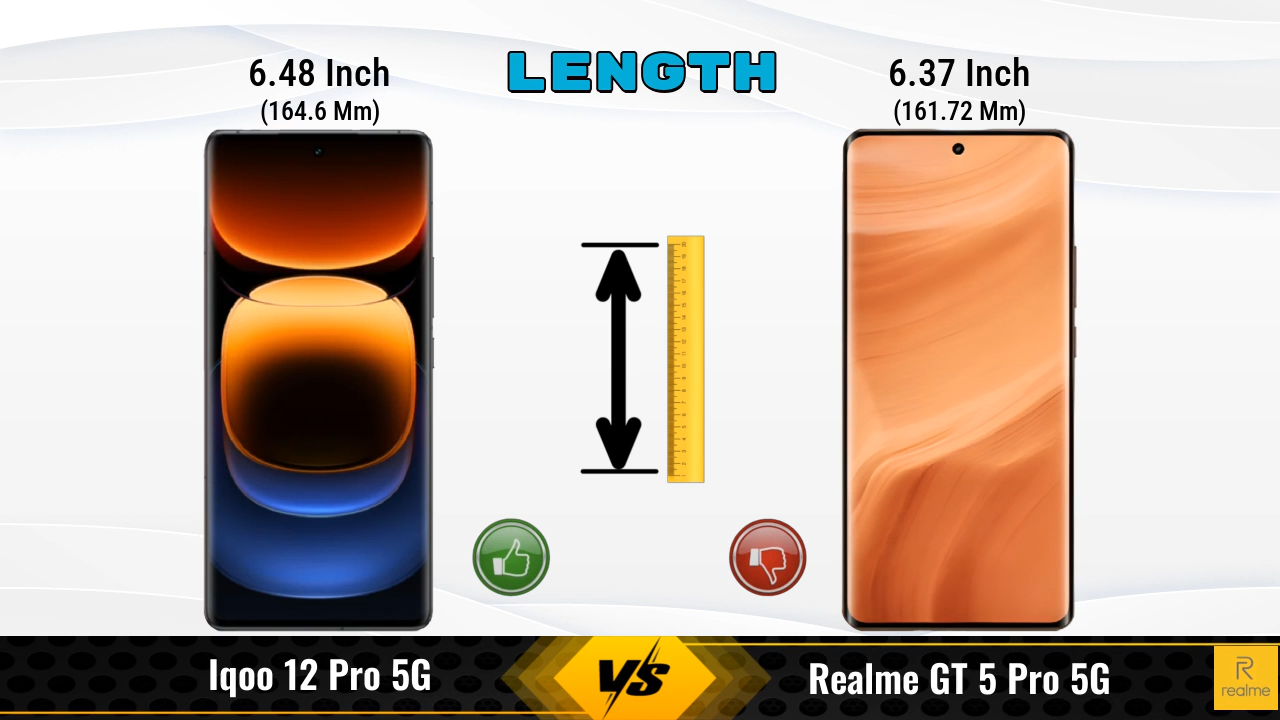 LENGTH
6.48 Inch
(164.6 Mm)
6.37 Inch
(161.72 Mm)
Iqoo 12 Pro 5G
VS
Realme GT 5 Pro 5G
R
realme